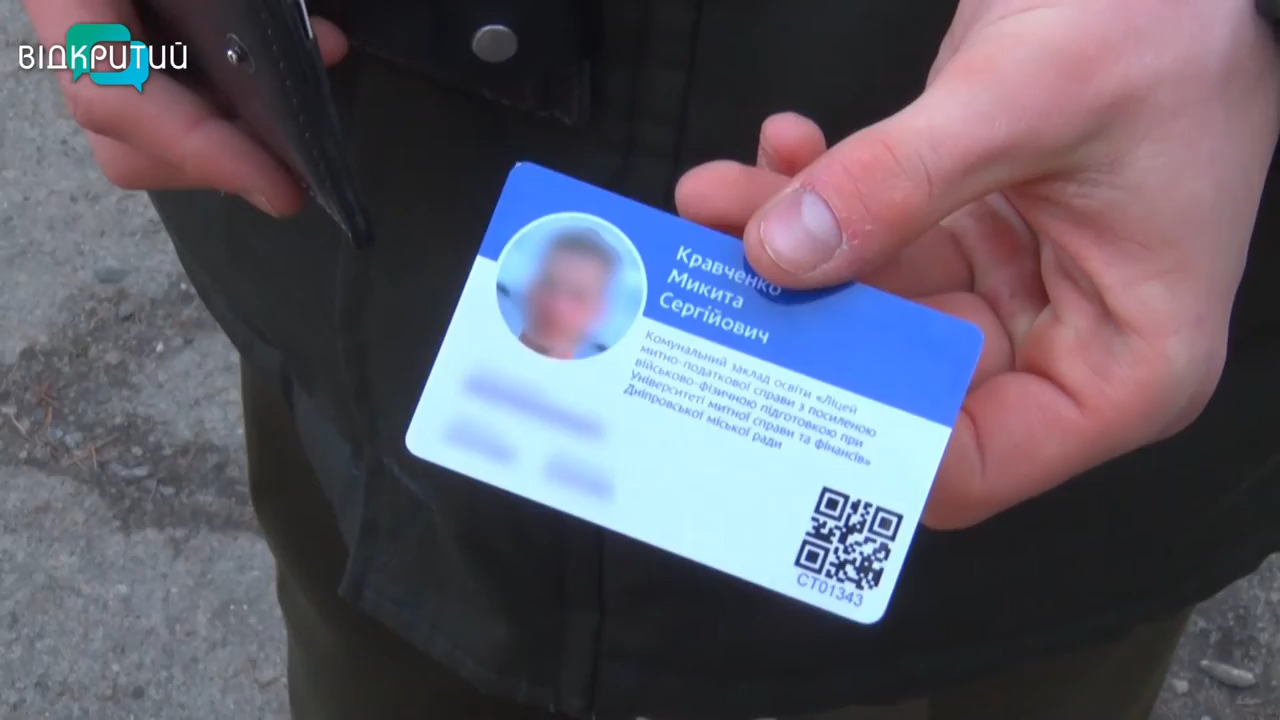 ВІДКРИТИЙ
Кравченко
Микита
Сергійович
Комунальний заклад освіти «Ліцей
митно-податкової справи з посиленою
військово-фізичною підготовкою при
Університеті митної справи та фінансів»
Дніпровської міської ради
СТ01343